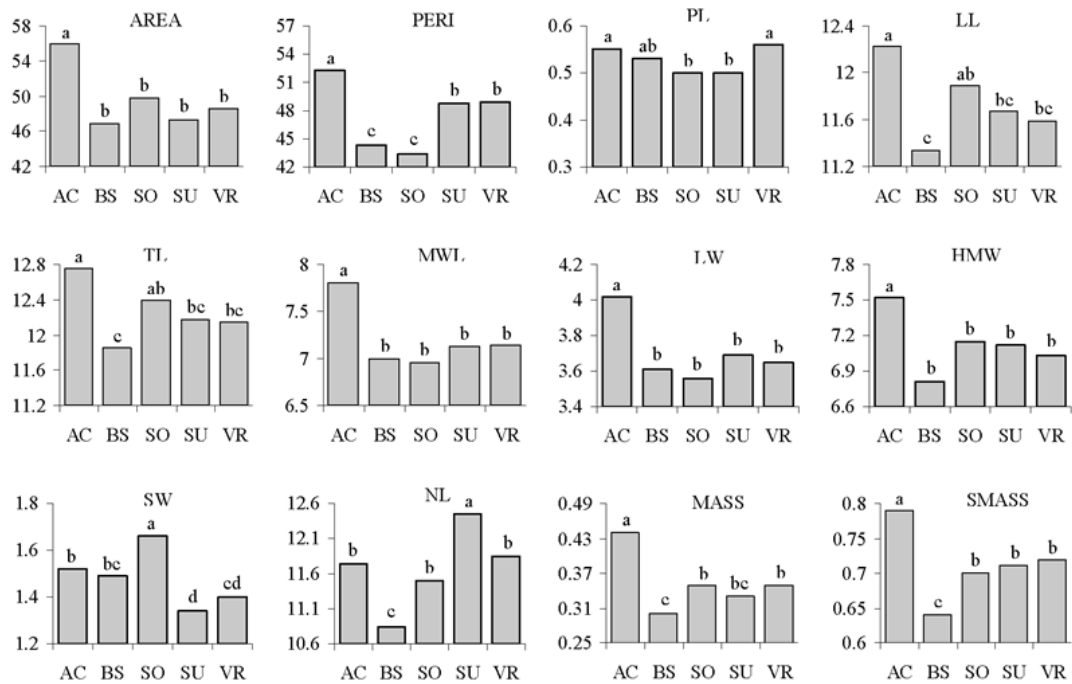 AREA
58
54
50
46
42
a
b
b
b
b
AC BS SO SU VR
PERI
57
54
51
48
45
42
a
c
c
b
b
AC BS SO SU VR
PL
0.6
0.5
0.4
0.3
a
ab
b
b
a
AC BS SO SU VR
LL
12.4
12
11.6
11.2
a
c
ab
bc
bc
AC BS SO SU VR
TL
12.8
12.4
12
11.6
11.2
a
c
ab
bc
bc
AC BS SO SU VR
MWL
8
7.5
7
6.5
a
b
b
b
b
AC BS SO SU VR
LW
4.2
4
3.8
3.6
3.4
a
b
b
b
b
AC BS SO SU VR
HMW
7.8
7.5
7.2
6.9
6.6
a
b
b
b
b
AC BS SO SU VR
SW
1.8
1.6
1.4
1.2
b
bc
a
d
cd
AC BS SO SU VR
NL
12.6
12.1
11.6
11.1
10.6
b
c
b
a
b
AC BS SO SU VR
MASS
0.49
0.43
0.37
0.31
0.25
a
c
b
bc
b
AC BS SO SU VR
SMASS
0.8
0.75
0.7
0.65
0.6
a
c
b
b
b
AC BS SO SU VR